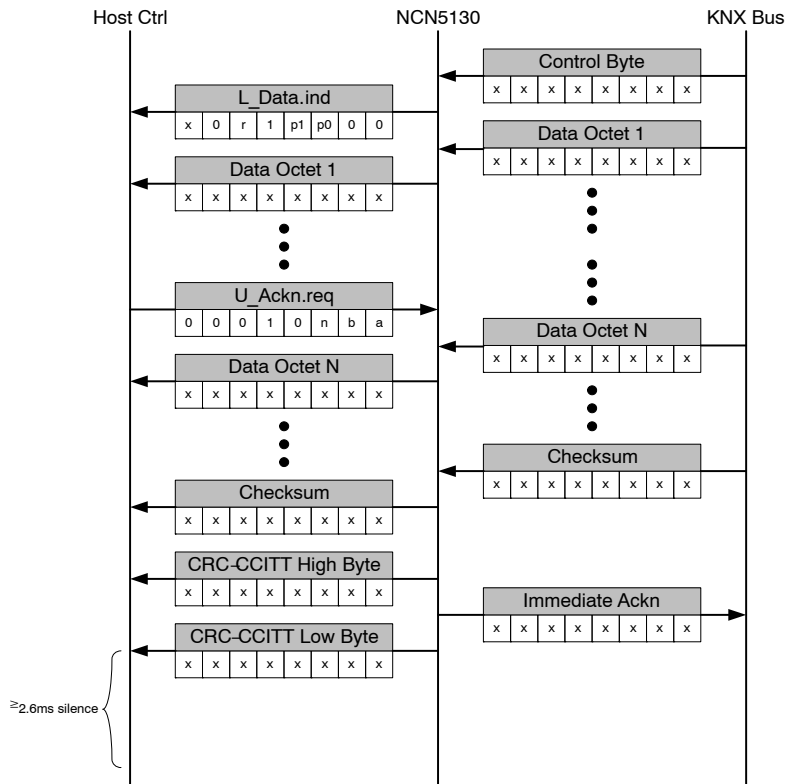 Host Ctrl NCN5130 KNX Bus
Control Byte
x x x x x x x x
L_Data.ind
x 0 r 1 p1 p0 0 0
Data Octet 1
x x x x x x x x
Data Octet 1
x x x x x x x x
U_Ackn.req
0 0 0 1 0 n b a
Data Octet N
x x x x x x x x
Data Octet N
x x x x x x x x
Checksum
x x x x x x x x
Checksum
x x x x x x x x
CRC-CCITT High Byte
x x x x x x x x
Immediate Ackn
x x x x x x x x
CRC-CCITT Low Byte
x x x x x x x x
≥2.6ms silence